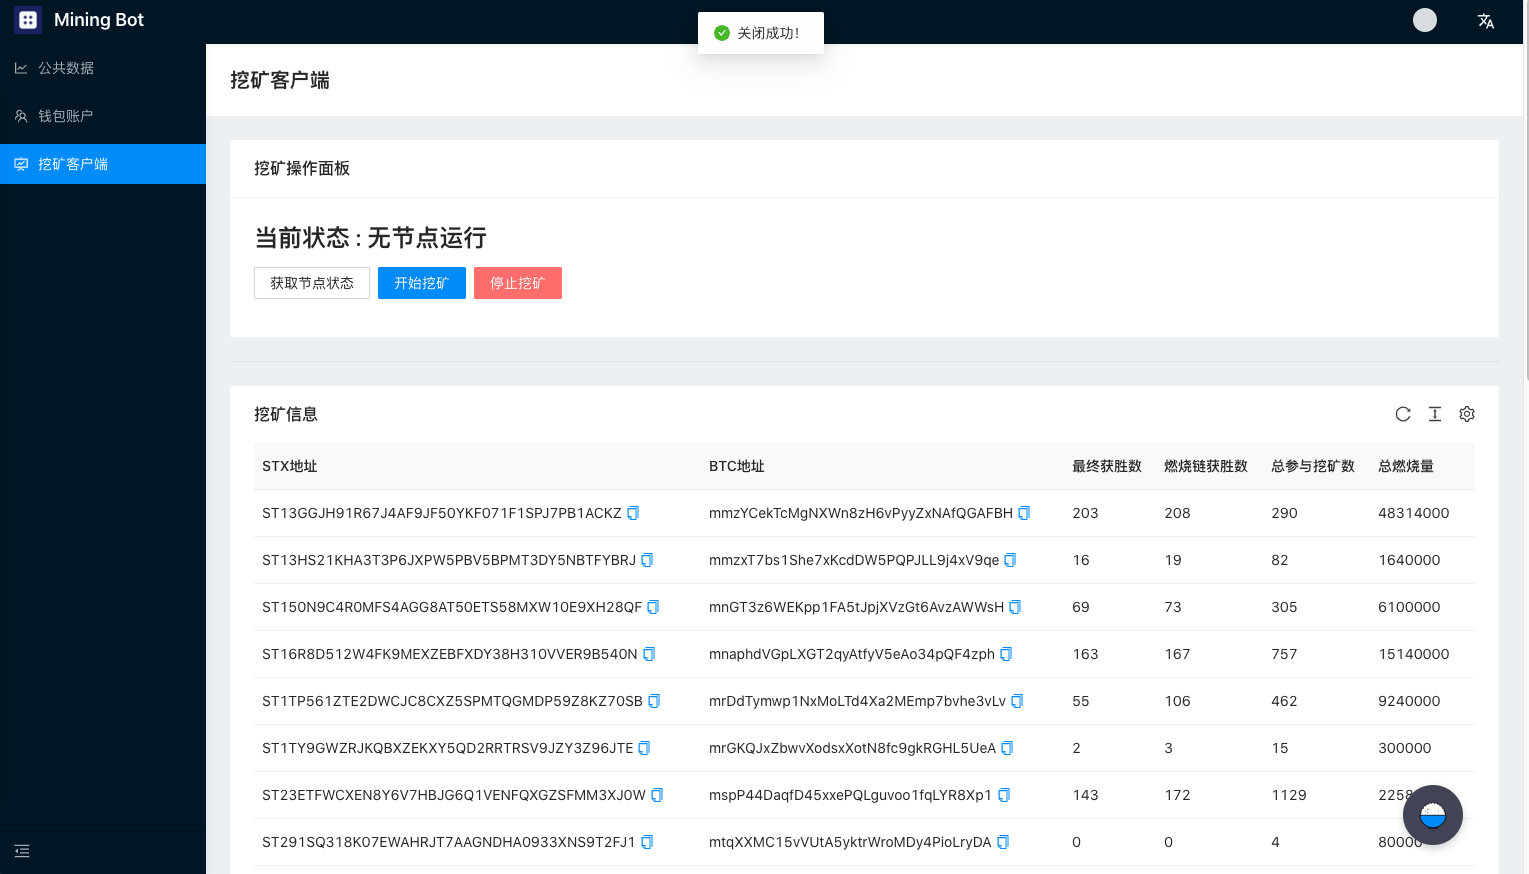 Mining Bot
关闭成功!
公共数据
钱包账户
挖矿客户端
挖矿客户端
挖矿操作面板
当前状态 : 无节点运行
获取节点状态 开始挖矿 停止挖矿
挖矿信息
STX地址 BTC地址 最终获胜数 燃烧链获胜数 总参与挖矿数 总燃烧量
ST13GGJH91R67J4AF9JF50YKF071F1SPJ7PB1ACKZ mmzYCekTcMgNXWn8zH6vPyyZxNAfQGAFBH 203 208 290 48314000
ST13HS21KHA3T3P6JXPW5PBV5BPMT3DY5NBTFYBRJ mmzxT7bs1She7xKcdDW5PQPJLL9j4xV9qe 16 19 82 1640000
ST150N9C4R0MFS4AGG8AT50ETS58MXW10E9XH28QF mnGT3z6WEKpp1FA5tJpjXVzGt6AvzAWWsH 69 73 305 6100000
ST16R8D512W4FK9MEXZEBFXDY38H310VVER9B540N mnaphdVGpLXGT2qyAtfyV5eAo34pQF4zph 163 167 757 15140000
ST1TP561ZTE2DWCJC8CXZ5SPMTQGMDP59Z8KZ70SB mrDdTymwp1NxMoLTd4Xa2MEmp7bvhe3vLv 55 106 462 9240000
ST1TY9GWZRJKQBXZEKXY5QD2RRTRSV9JZY3Z96JTE mrGKQJxZbwvXodsxXotN8fc9gkRGHL5UeA 2 3 15 300000
ST23ETFWCXEN8Y6V7HBJG6Q1VENFQXGZSFMM3XJ0W mspP44DaqfD45xxePQLguvoo1fqLYR8Xp1 143 172 1129 2258
ST291SQ318K07EWAHRJT7AAGNDHA0933XNS9T2FJ1 mtqXXMC15vVUtA5yktrWroMDy4PioLryDA 0 0 4 80000